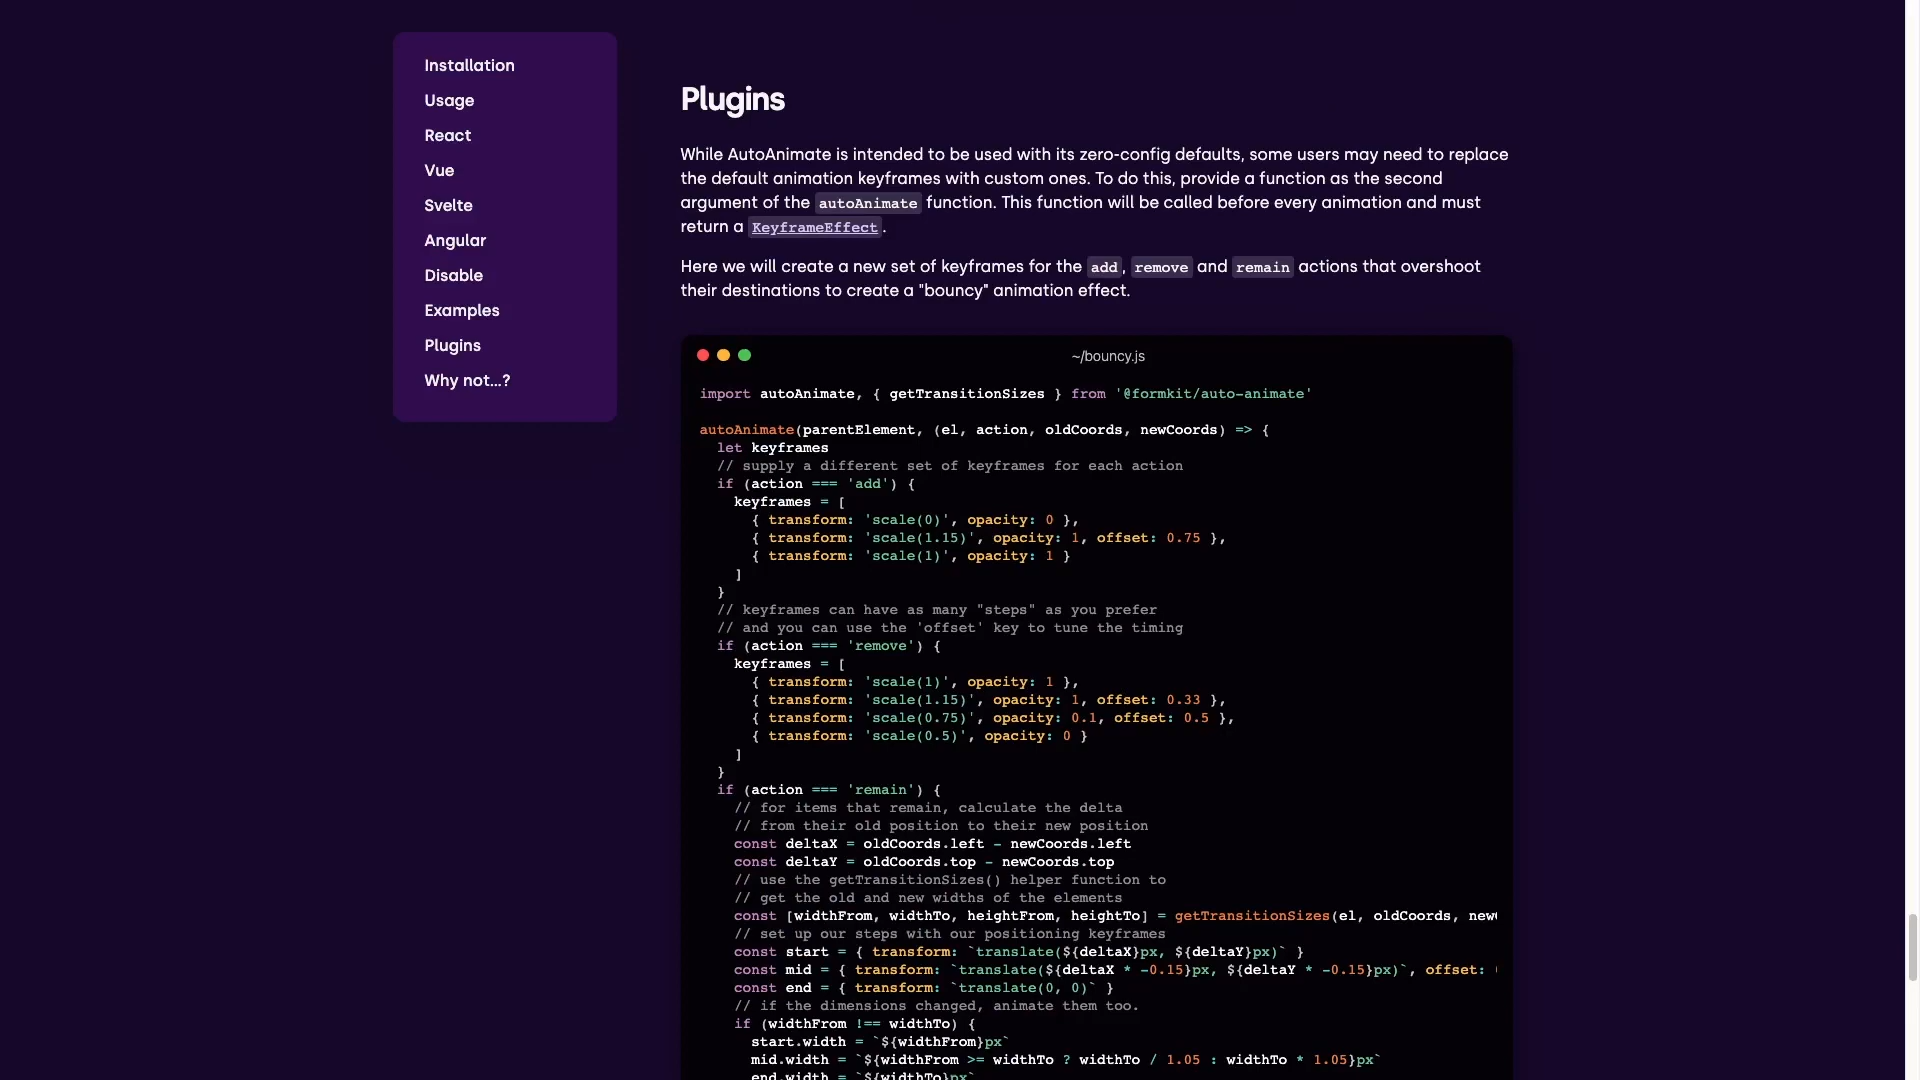 Installation
Usage
React
Vue
Svelte
Angular
Disable
Examples
Plugins
Why not...?
Plugins
While AutoAnimate is intended to be used with its zero-config defaults, some users may need to replace
the default animation keyframes with custom ones. To do this, provide a function as the second
argument of the autoAnimate function. This function will be called before every animation and must
return a KeyframeEffect.
Here we will create a new set of keyframes for the add, remove and remain actions that overshoot
their destinations to create a "bouncy" animation effect.
~/bouncy.js
import autoAnimate, { getTransitionSizes } from '@formkit/auto-animate'
autoAnimate(parentElement, (el, action, oldCoords, newCoords) => {
  let keyframes
  // supply a different set of keyframes for each action
  if (action === 'add') {
    keyframes = [
      { transform: 'scale(0)', opacity: 0 },
      { transform: 'scale(1.15)', opacity: 1, offset: 0.75 },
      { transform: 'scale(1)', opacity: 1 }
    ]
  }
  // keyframes can have as many "steps" as you prefer
  // and you can use the 'offset' key to tune the timing
  if (action === 'remove') {
    keyframes = [
      { transform: 'scale(1)', opacity: 1 },
      { transform: 'scale(1.15)', opacity: 1, offset: 0.33 },
      { transform: 'scale(0.75)', opacity: 0.1, offset: 0.5 },
      { transform: 'scale(0.5)', opacity: 0 }
    ]
  }
  if (action === 'remain') {
    // for items that remain, calculate the delta
    // from their old position to their new position
    const deltaX = oldCoords.left - newCoords.left
    const deltaY = oldCoords.top - newCoords.top
    // use the getTransitionSizes() helper function to
    // get the old and new widths of the elements
    const [widthFrom, widthTo, heightFrom, heightTo] = getTransitionSizes(el, oldCoords, new
    // set up our steps with our positioning keyframes
    const start = { transform: `translate(${deltaX}px, ${deltaY}px)` }
    const mid = { transform: `translate(${deltaX * -0.15}px, ${deltaY * -0.15}px)`, offset:
    const end = { transform: `translate(0, 0)` }
    // if the dimensions changed, animate them too.
    if (widthFrom !== widthTo) {
      start.width = `${widthFrom}px`
      mid.width = `${widthFrom >= widthTo ? widthTo / 1.05 : widthTo * 1.05}px`
      end.width = `${widthTo}px`